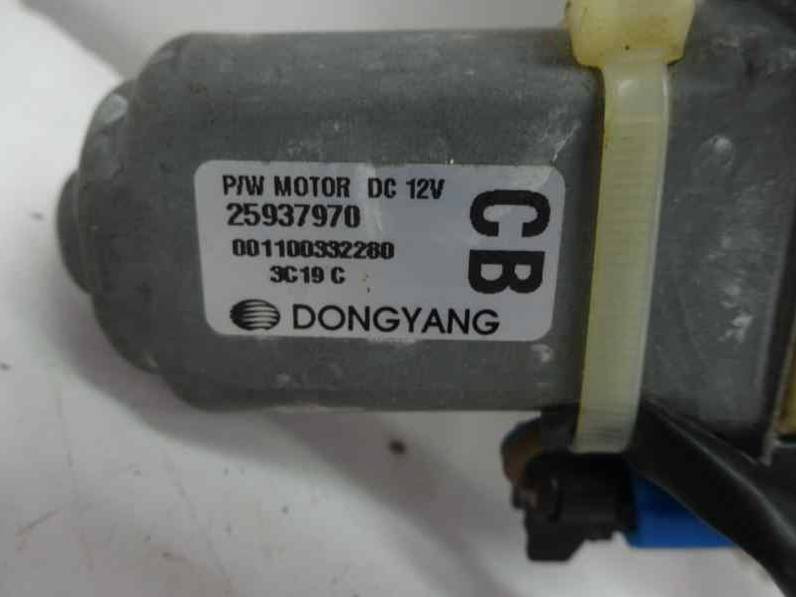 P/W MOTOR DC 12V
25937970
001100332280
3C19 C
DONGYANG
CB